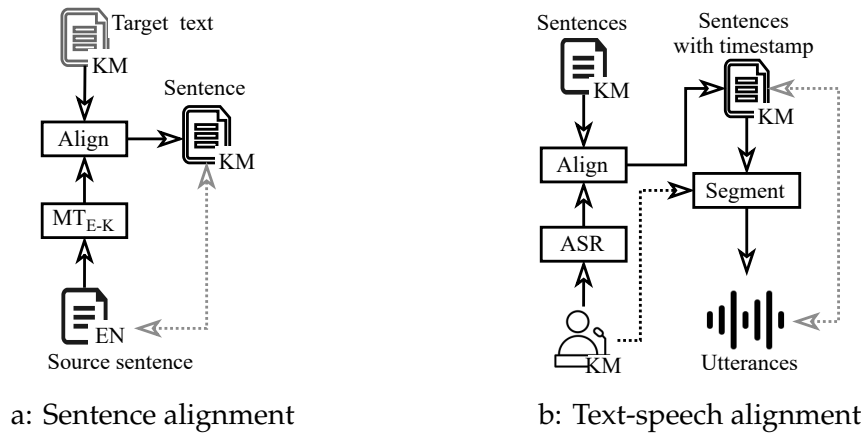 Target text
KM
Sentence
Align
KM
MT_E-K
EN
Source sentence
a: Sentence alignment
Sentences
Sentences
with timestamp
KM
KM
Align
Segment
ASR
KM
Utterances
b: Text-speech alignment